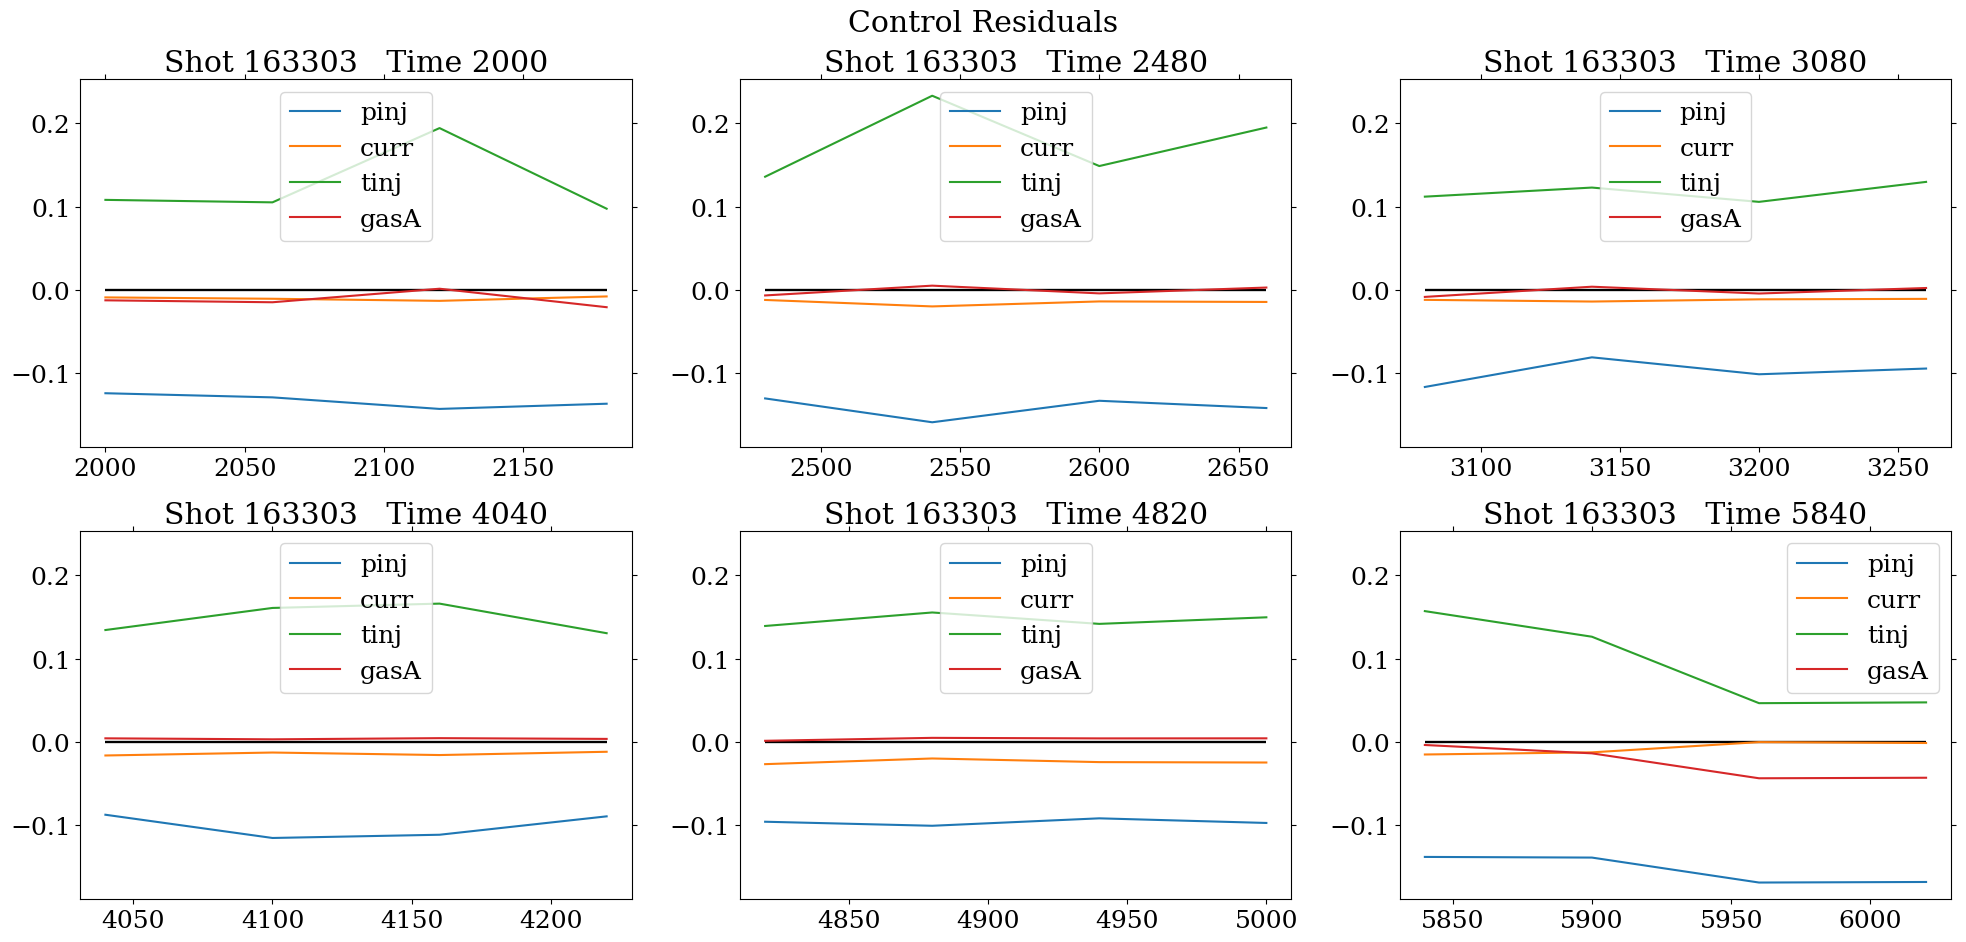 Control Residuals
Shot 163303   Time 2000
Shot 163303   Time 2480
Shot 163303   Time 3080
0.2
0.1
0.0
−0.1
pinj
curr
tinj
gasA
2000 2050 2100 2150
0.2
0.1
0.0
−0.1
pinj
curr
tinj
gasA
2500 2550 2600 2650
0.2
0.1
0.0
−0.1
pinj
curr
tinj
gasA
3100 3150 3200 3250
Shot 163303   Time 4040
Shot 163303   Time 4820
Shot 163303   Time 5840
0.2
0.1
0.0
−0.1
pinj
curr
tinj
gasA
4050 4100 4150 4200
0.2
0.1
0.0
−0.1
pinj
curr
tinj
gasA
4850 4900 4950 5000
0.2
0.1
0.0
−0.1
pinj
curr
tinj
gasA
5850 5900 5950 6000